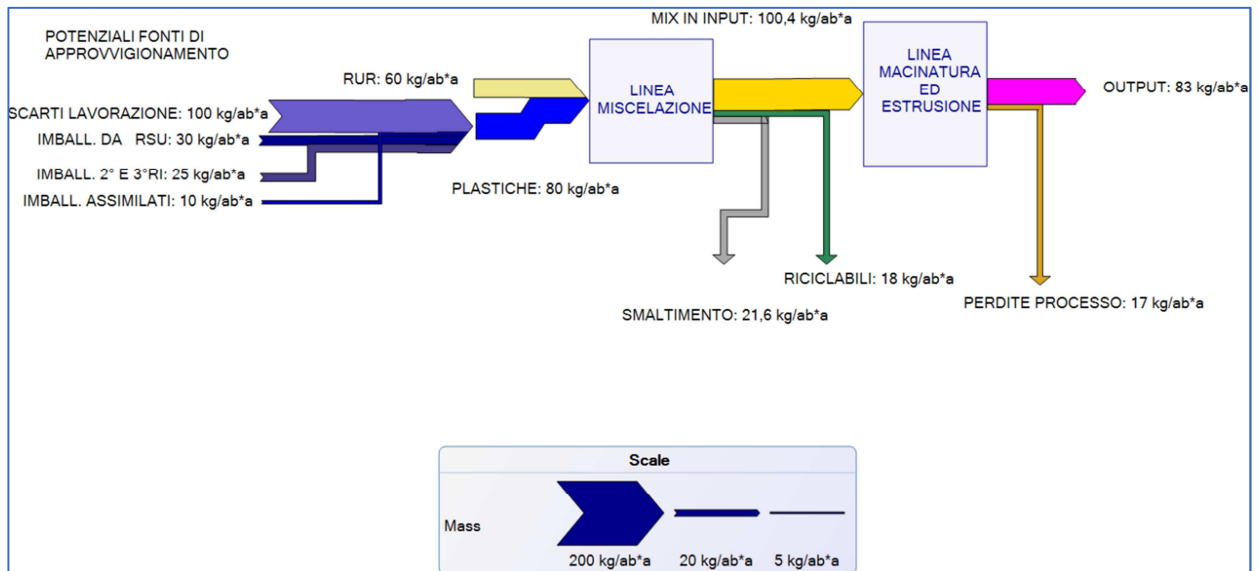 POTENZIALI FONTI DI
APPROVVIGIONAMENTO
MIX IN INPUT: 100,4 kg/ab*a
RUR: 60 kg/ab*a
LINEA
MISCELAZIONE
LINEA
MACINATURA
ED
ESTRUSIONE
OUTPUT: 83 kg/ab*a
SCARTI LAVORAZIONE: 100 kg/ab*a
IMBALL. DA RSU: 30 kg/ab*a
IMBALL. 2° E 3°RI: 25 kg/ab*a
IMBALL. ASSIMILATI: 10 kg/ab*a
PLASTICHE: 80 kg/ab*a
RICICLABILI: 18 kg/ab*a
SMALTIMENTO: 21,6 kg/ab*a
PERDITE PROCESSO: 17 kg/ab*a
Scale
Mass
200 kg/ab*a 20 kg/ab*a 5 kg/ab*a